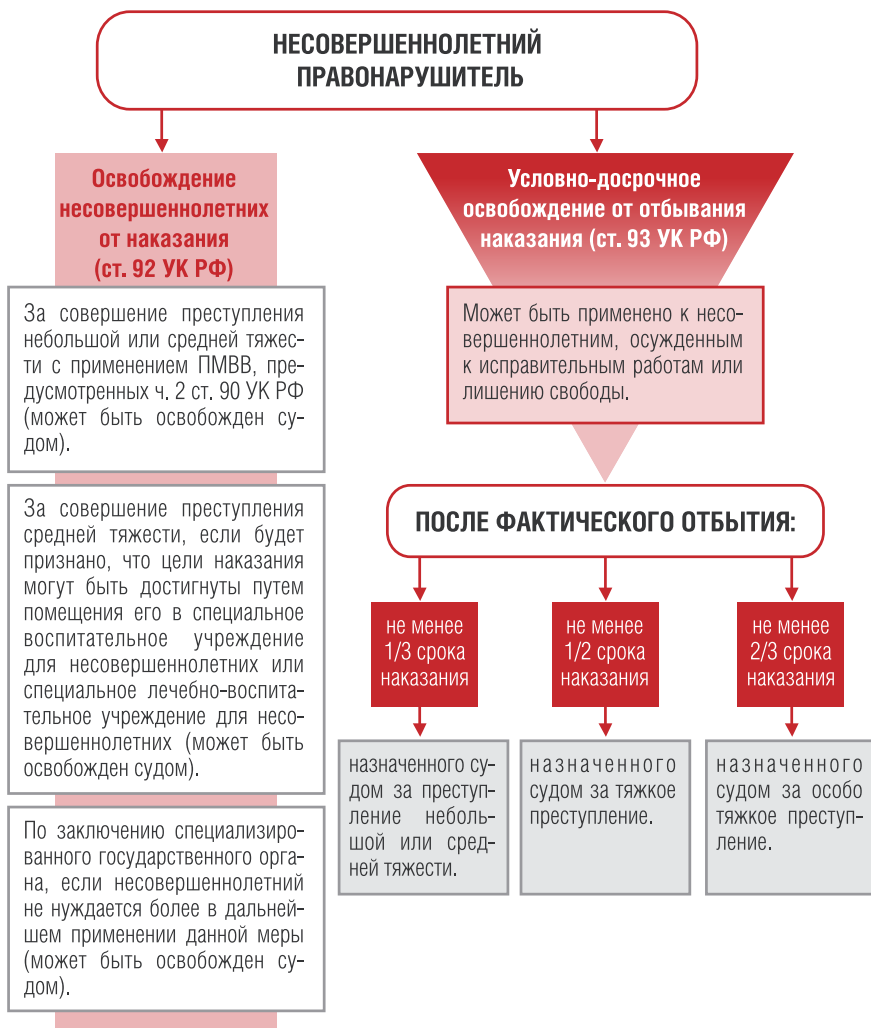 НЕСОВЕРШЕННОЛЕТНИЙ
ПРАВОНАРУШИТЕЛЬ
Освобождение
несовершеннолетних
от наказания
(ст. 92 УК РФ)
За совершение преступления
небольшой или средней тяжес-
ти с применением ПМВВ, пре-
дусмотренных ч. 2 ст. 90 УК РФ
(может быть освобожден су-
дом).
За совершение преступления
средней тяжести, если будет
признано, что цели наказания
могут быть достигнуты путем
помещения его в специальное
воспитательное учреждение
для несовершеннолетних или
специальное лечебно-воспита-
тельное учреждение для несо-
вершеннолетних (может быть
освобожден судом).
По заключению специализиро-
ванного государственного орга-
на, если несовершеннолетний
не нуждается более в дальней-
шем применении данной меры
(может быть освобожден су-
дом).
Условно-досрочное
освобождение от отбывания
наказания (ст. 93 УК РФ)
Может быть применено к несо-
вершеннолетним, осужденным
к исправительным работам или
лишению свободы.
ПОСЛЕ ФАКТИЧЕСКОГО ОТБЫТИЯ:
не менее
1/3 срока
наказания
назначенного су-
дом за преступ-
ление неболь-
шой или сред-
ней тяжести.
не менее
1/2 срока
наказания
назначенного
судом за тяжкое
преступление.
не менее
2/3 срока
наказания
назначенного
судом за особо
тяжкое преступ-
ление.